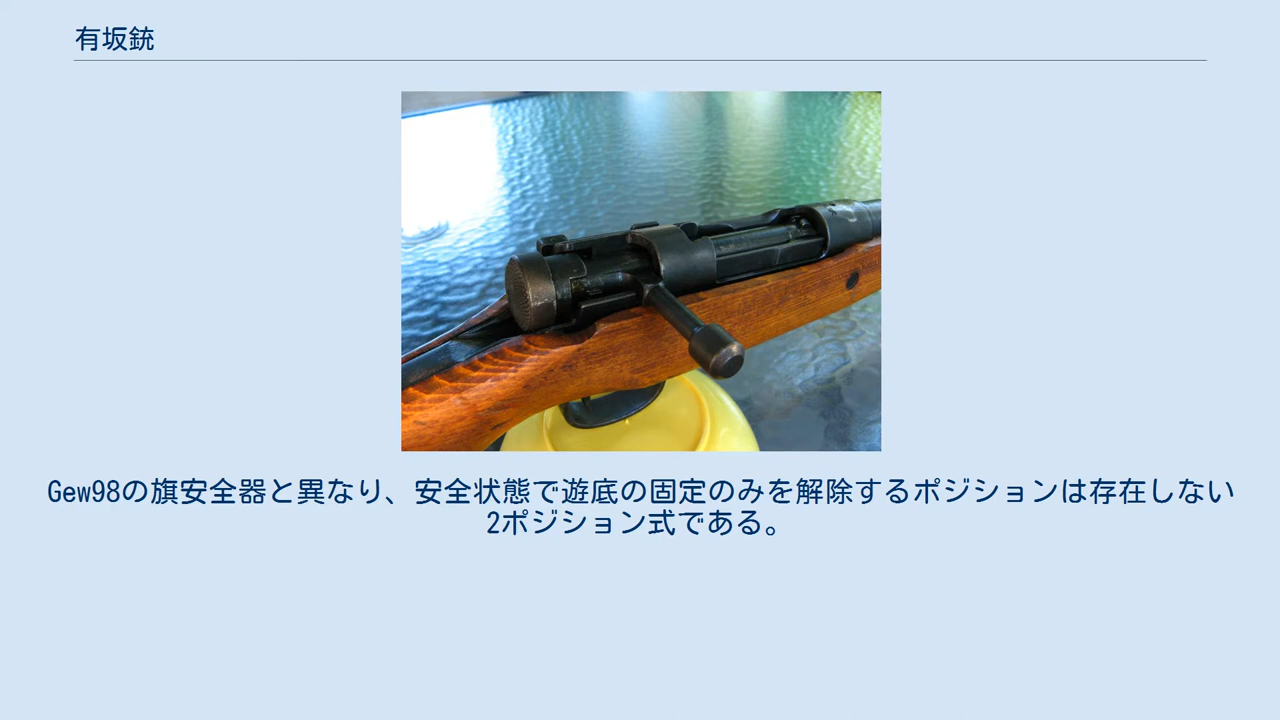 有坂銃
Gew98の旗安全器と異なり、安全状態で遊底の固定のみを解除するポジションは存在しない
2ポジション式である。